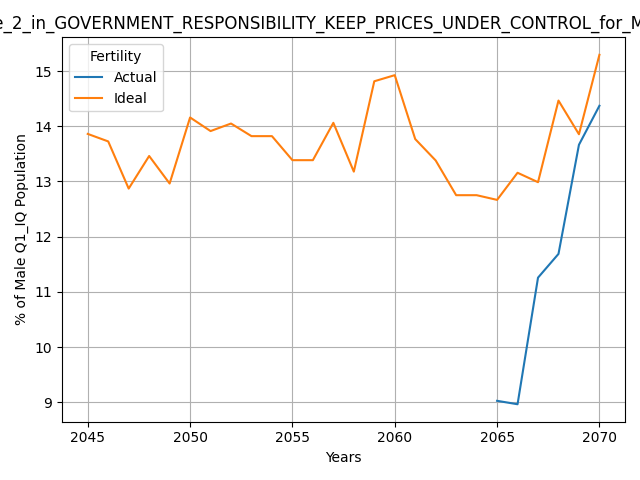 e_2_in_GOVERNMENT_RESPONSIBILITY_KEEP_PRICES_UNDER_CONTROL_for_M
Fertility
Actual
Ideal
15
14
13
12
11
10
9
% of Male Q1_IQ Population
2045 2050 2055 2060 2065 2070
Years